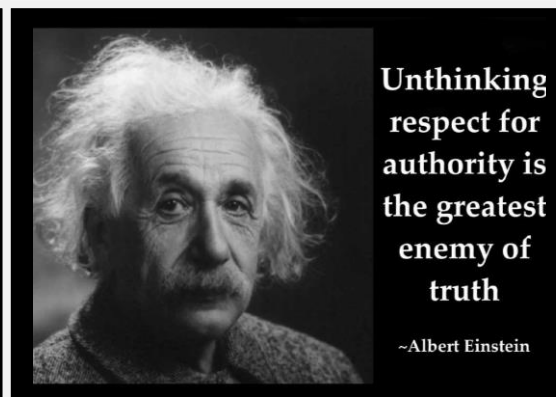 Unthinking
respect for
authority is
the greatest
enemy of
truth
~Albert Einstein